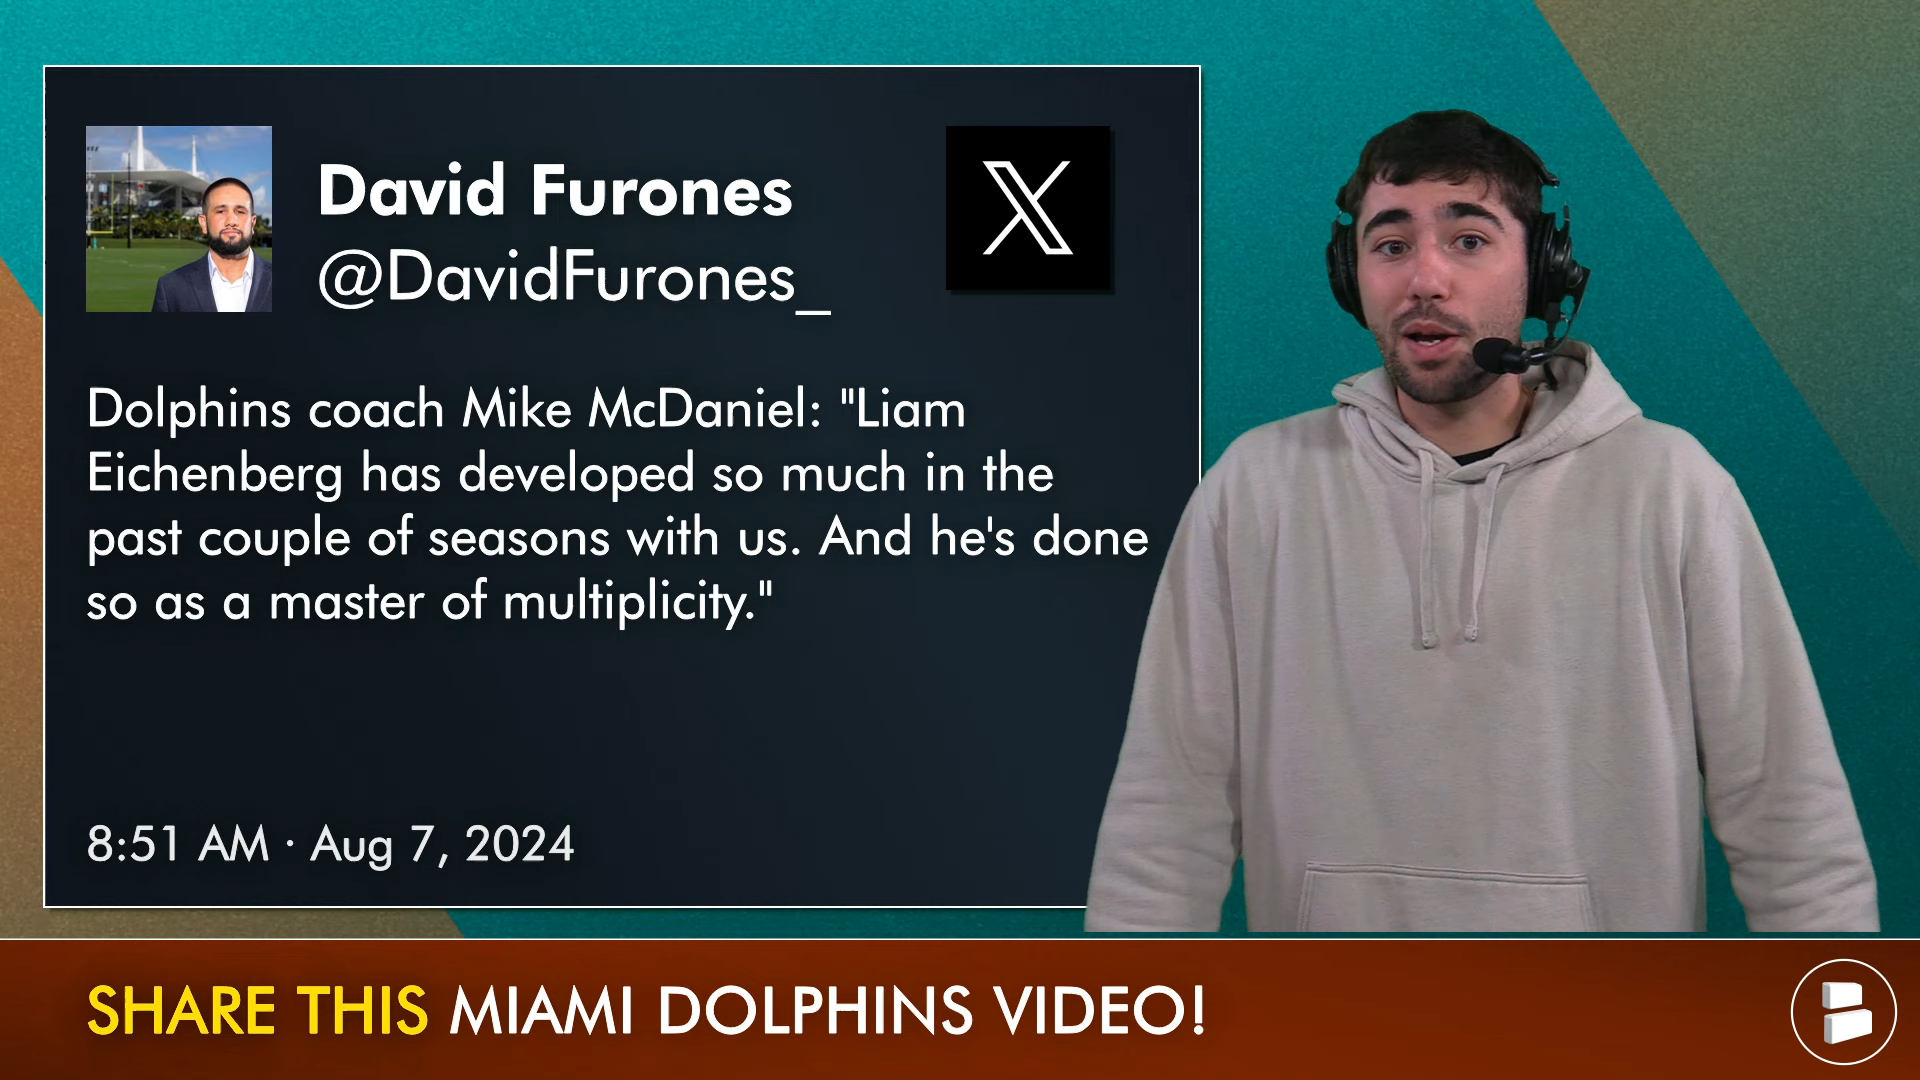 David Furones
@DavidFurones_
Dolphins coach Mike McDaniel: "Liam
Eichenberg has developed so much in the
past couple of seasons with us. And he's done
so as a master of multiplicity."
8:51 AM · Aug 7, 2024
SHARE THIS MIAMI DOLPHINS VIDEO!